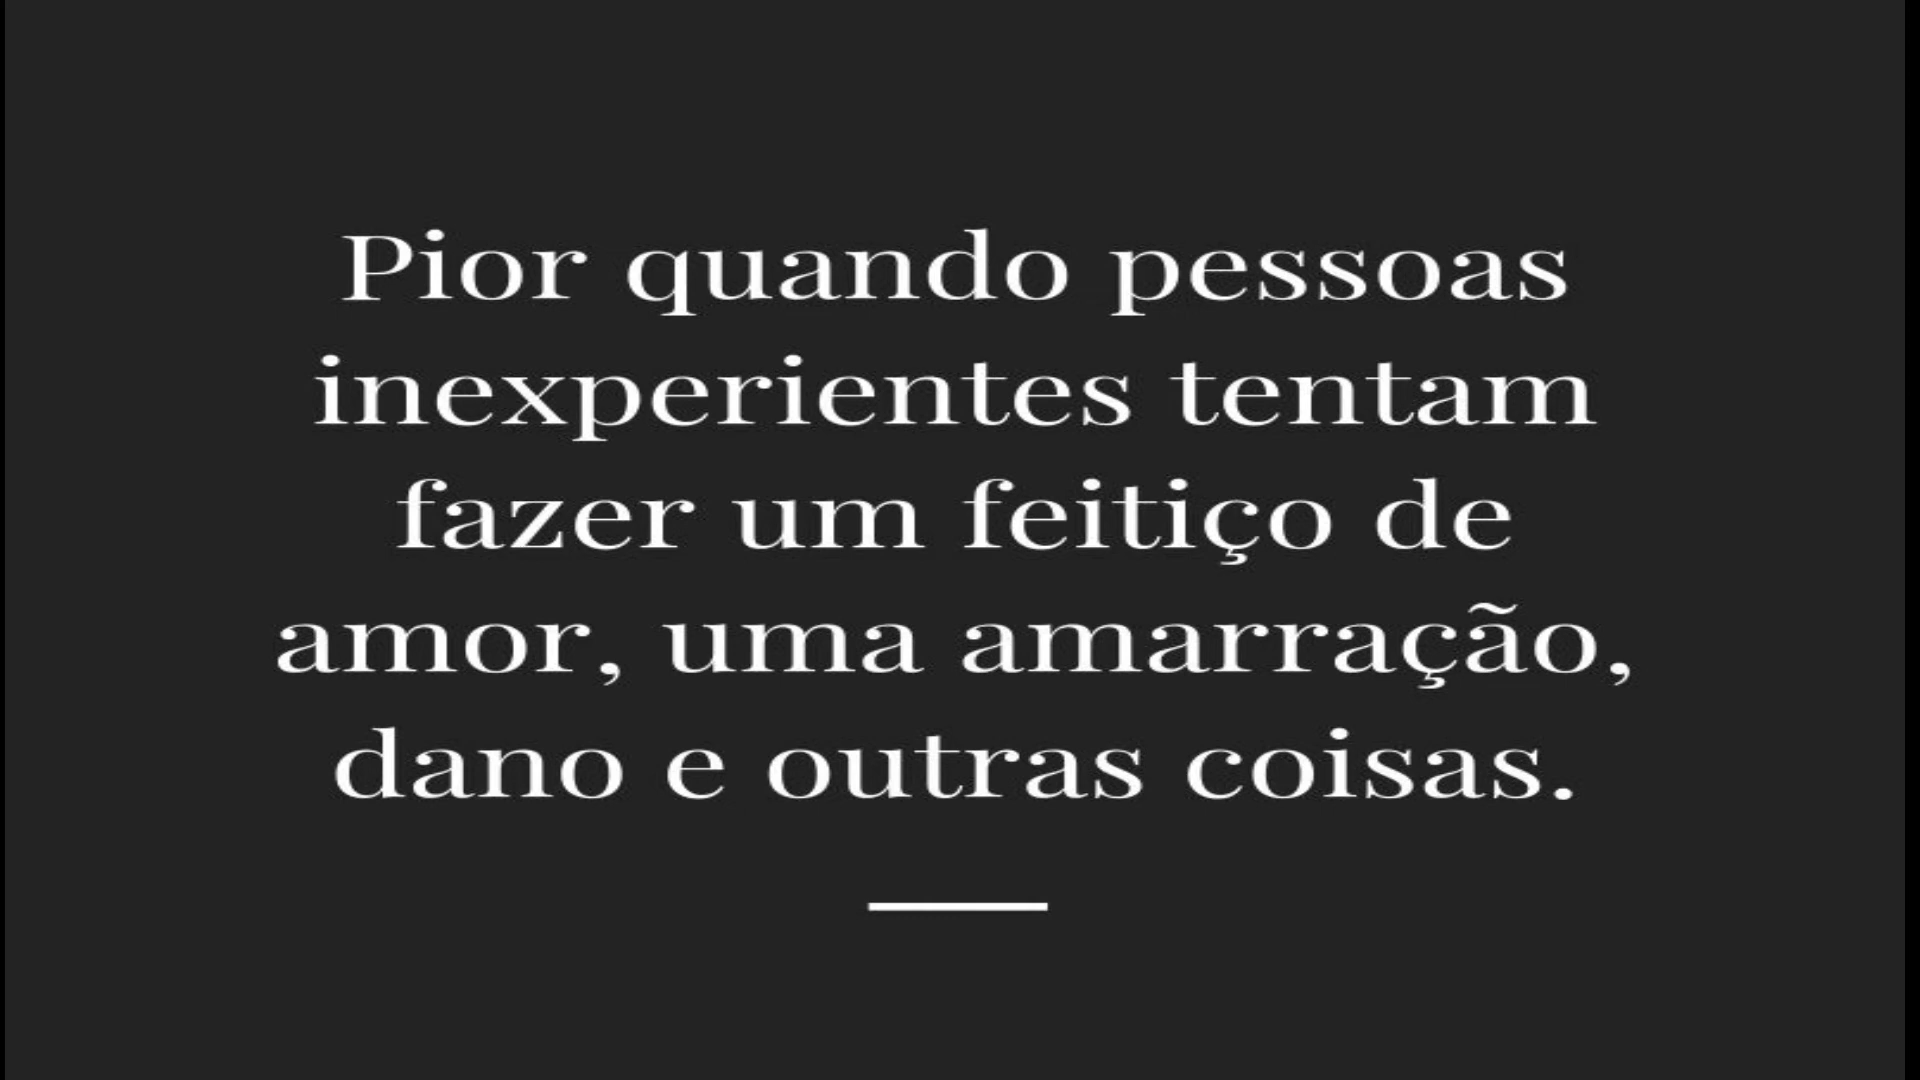 Pior quando pessoas
inexperientes tentam
fazer um feitiço de
amor, uma amarração,
dano e outras coisas.